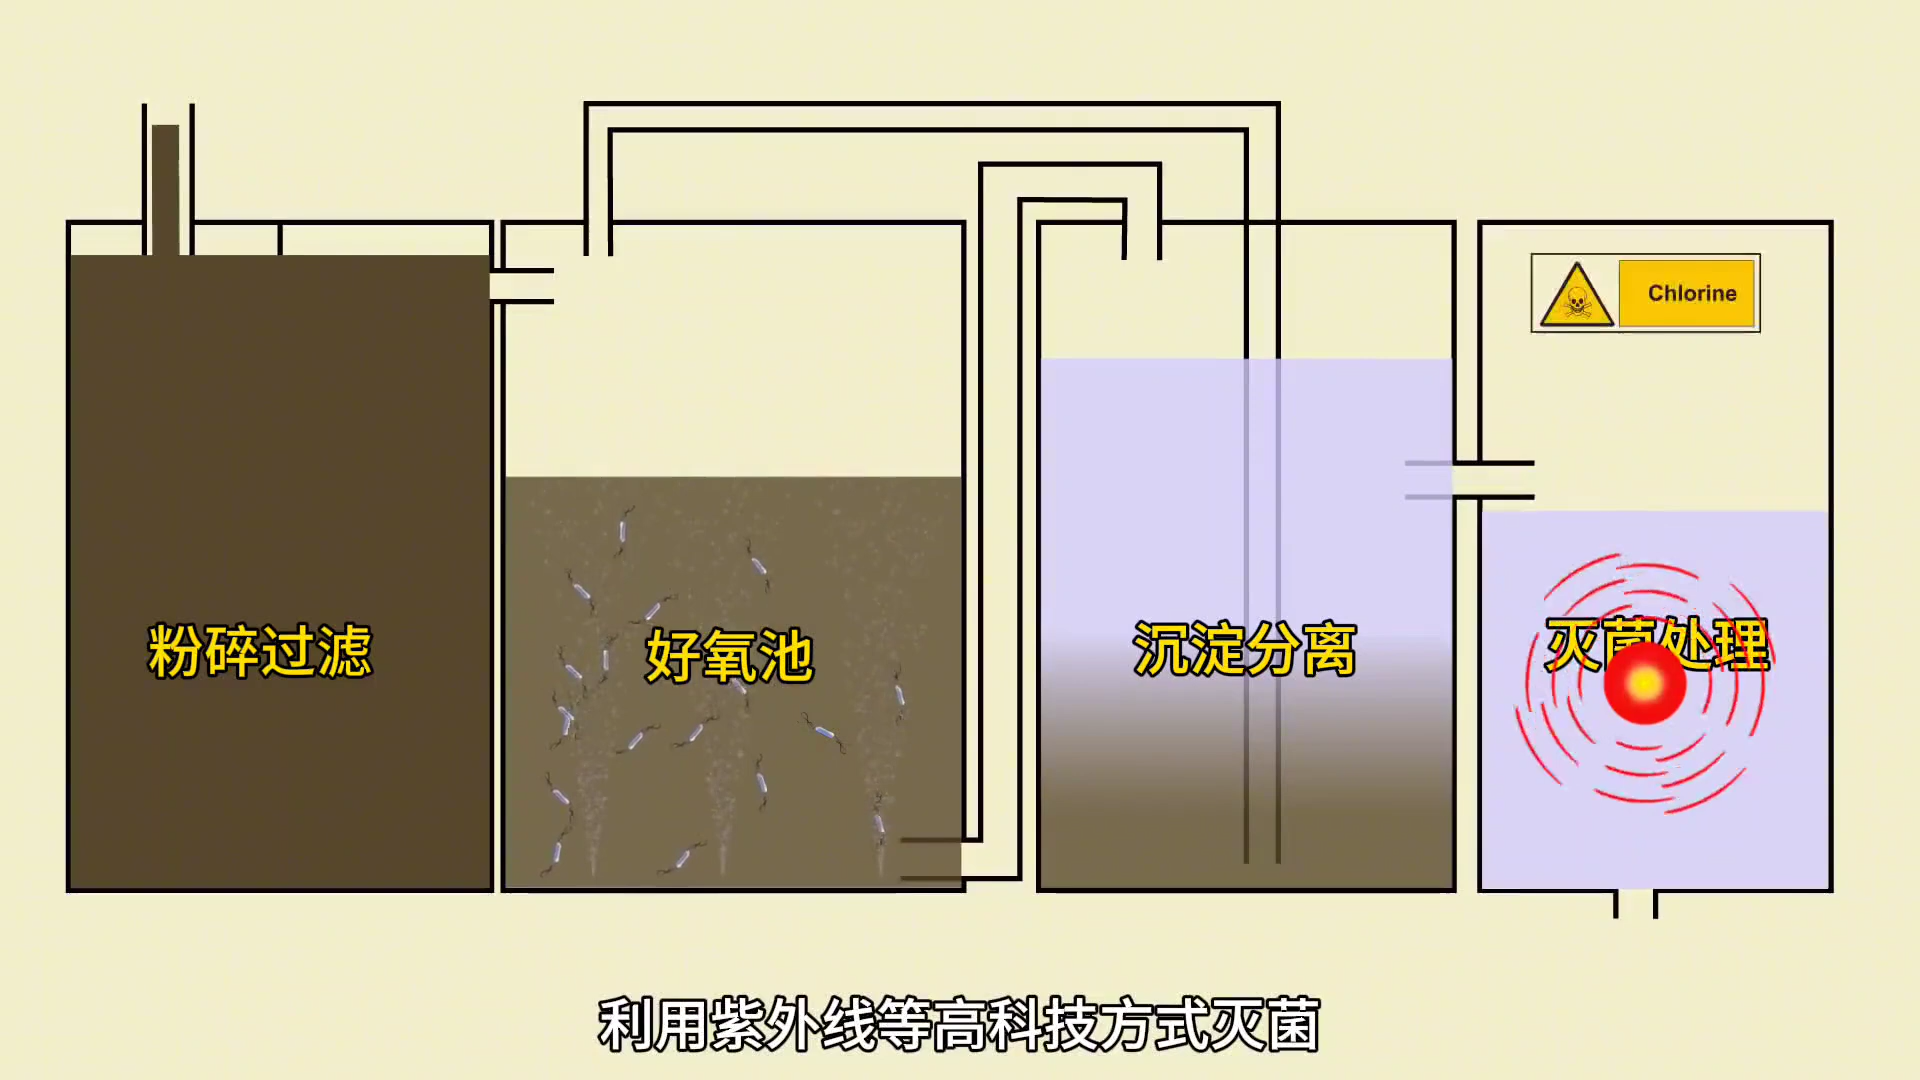 Chlorine
粉碎过滤
好氧池
沉淀分离
灭菌处理
利用紫外线等高科技方式灭菌